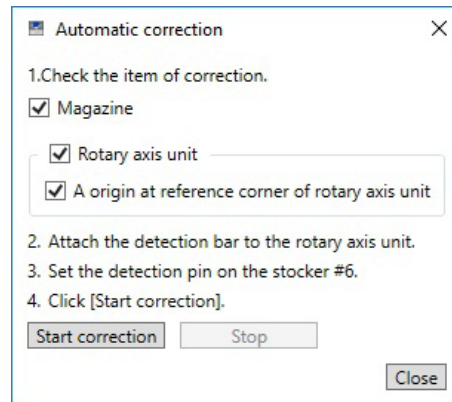 Automatic correction
1.Check the item of correction.
Magazine
Rotary axis unit
A origin at reference corner of rotary axis unit
2. Attach the detection bar to the rotary axis unit.
3. Set the detection pin on the stocker #6.
4. Click [Start correction].
Start correction Stop
Close